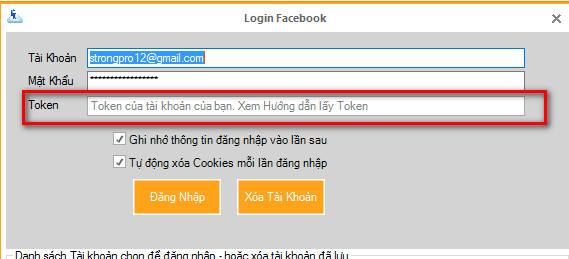 Login Facebook
Tài Khoản strongpro12@gmail.com
Mật Khẩu ****************
Token Token của tài khoản của bạn. Xem Hướng dẫn lấy Token
Ghi nhớ thông tin đăng nhập vào lần sau
Tự động xóa Cookies mỗi lần đăng nhập
Đăng Nhập Xóa Tài Khoản
Danh sách Tài khoản chọn để đăng nhập - hoặc xóa tài khoản đã lưu